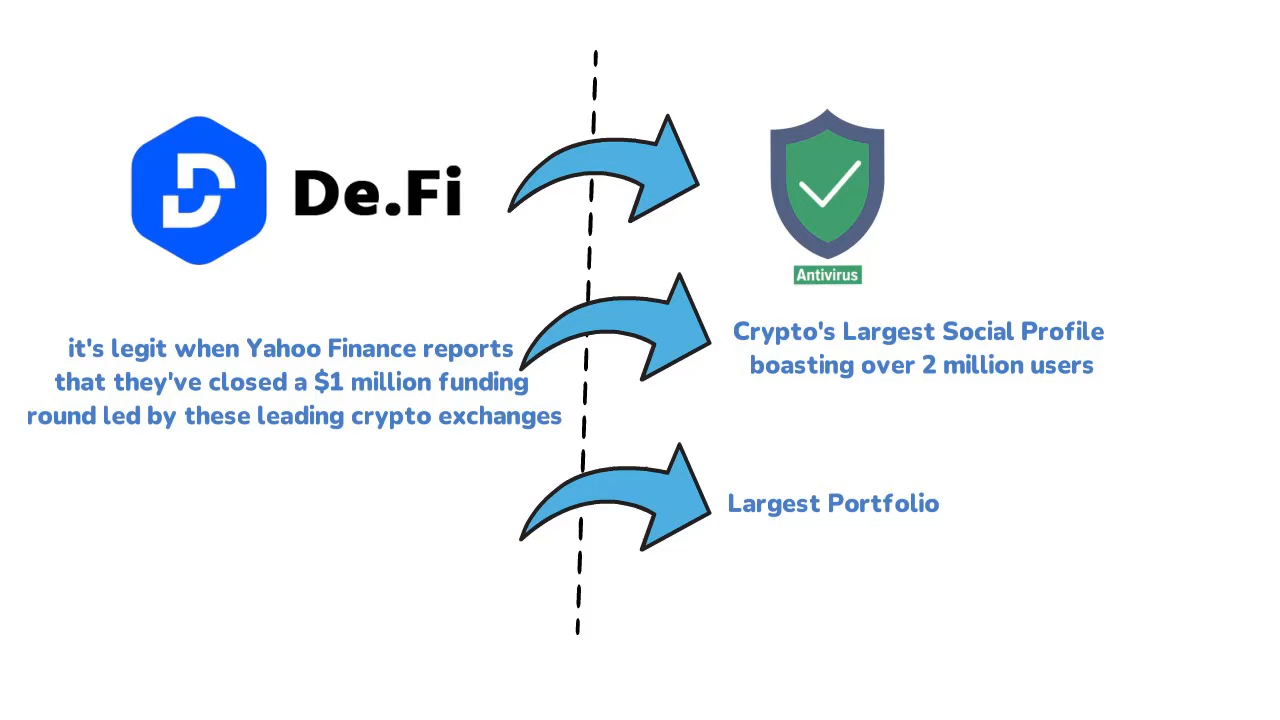 De.Fi
it's legit when Yahoo Finance reports
that they've closed a $1 million funding
round led by these leading crypto exchanges
Antivirus
Crypto's Largest Social Profile
boasting over 2 million users
Largest Portfolio